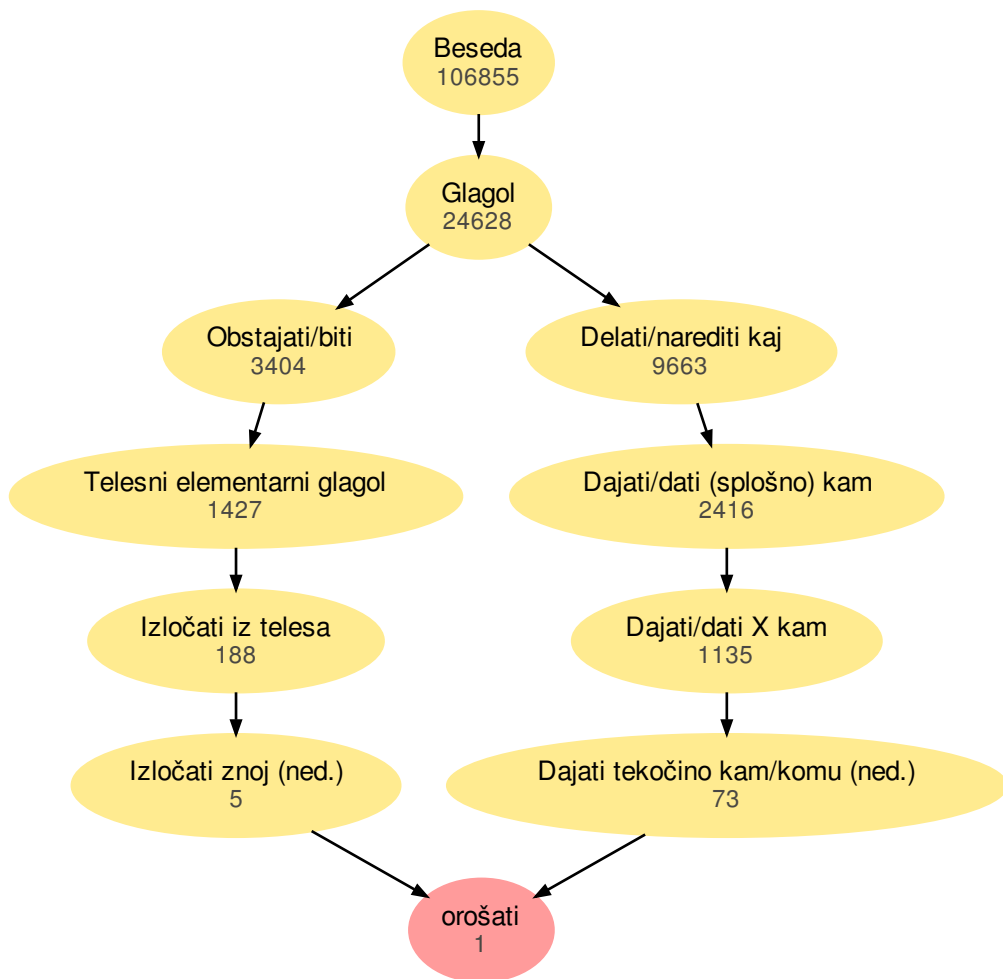 Beseda
106855
Glagol
24628
Obstajati/biti
3404
Delati/narediti kaj
9663
Telesni elementarni glagol
1427
Dajati/dati (splošno) kam
2416
Izločati iz telesa
188
Dajati/dati X kam
1135
Izločati znoj (ned.)
5
Dajati tekočino kam/komu (ned.)
73
orošati
1